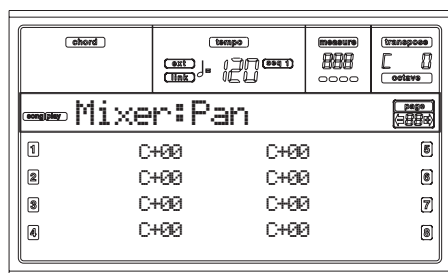 chord tempo measure transpose
ext ♩= 120 seq 1 888 C 0
link octave
song play Mixer:Pan page
88
1 C+00 C+00 5
2 C+00 C+00 6
3 C+00 C+00 7
4 C+00 C+00 8